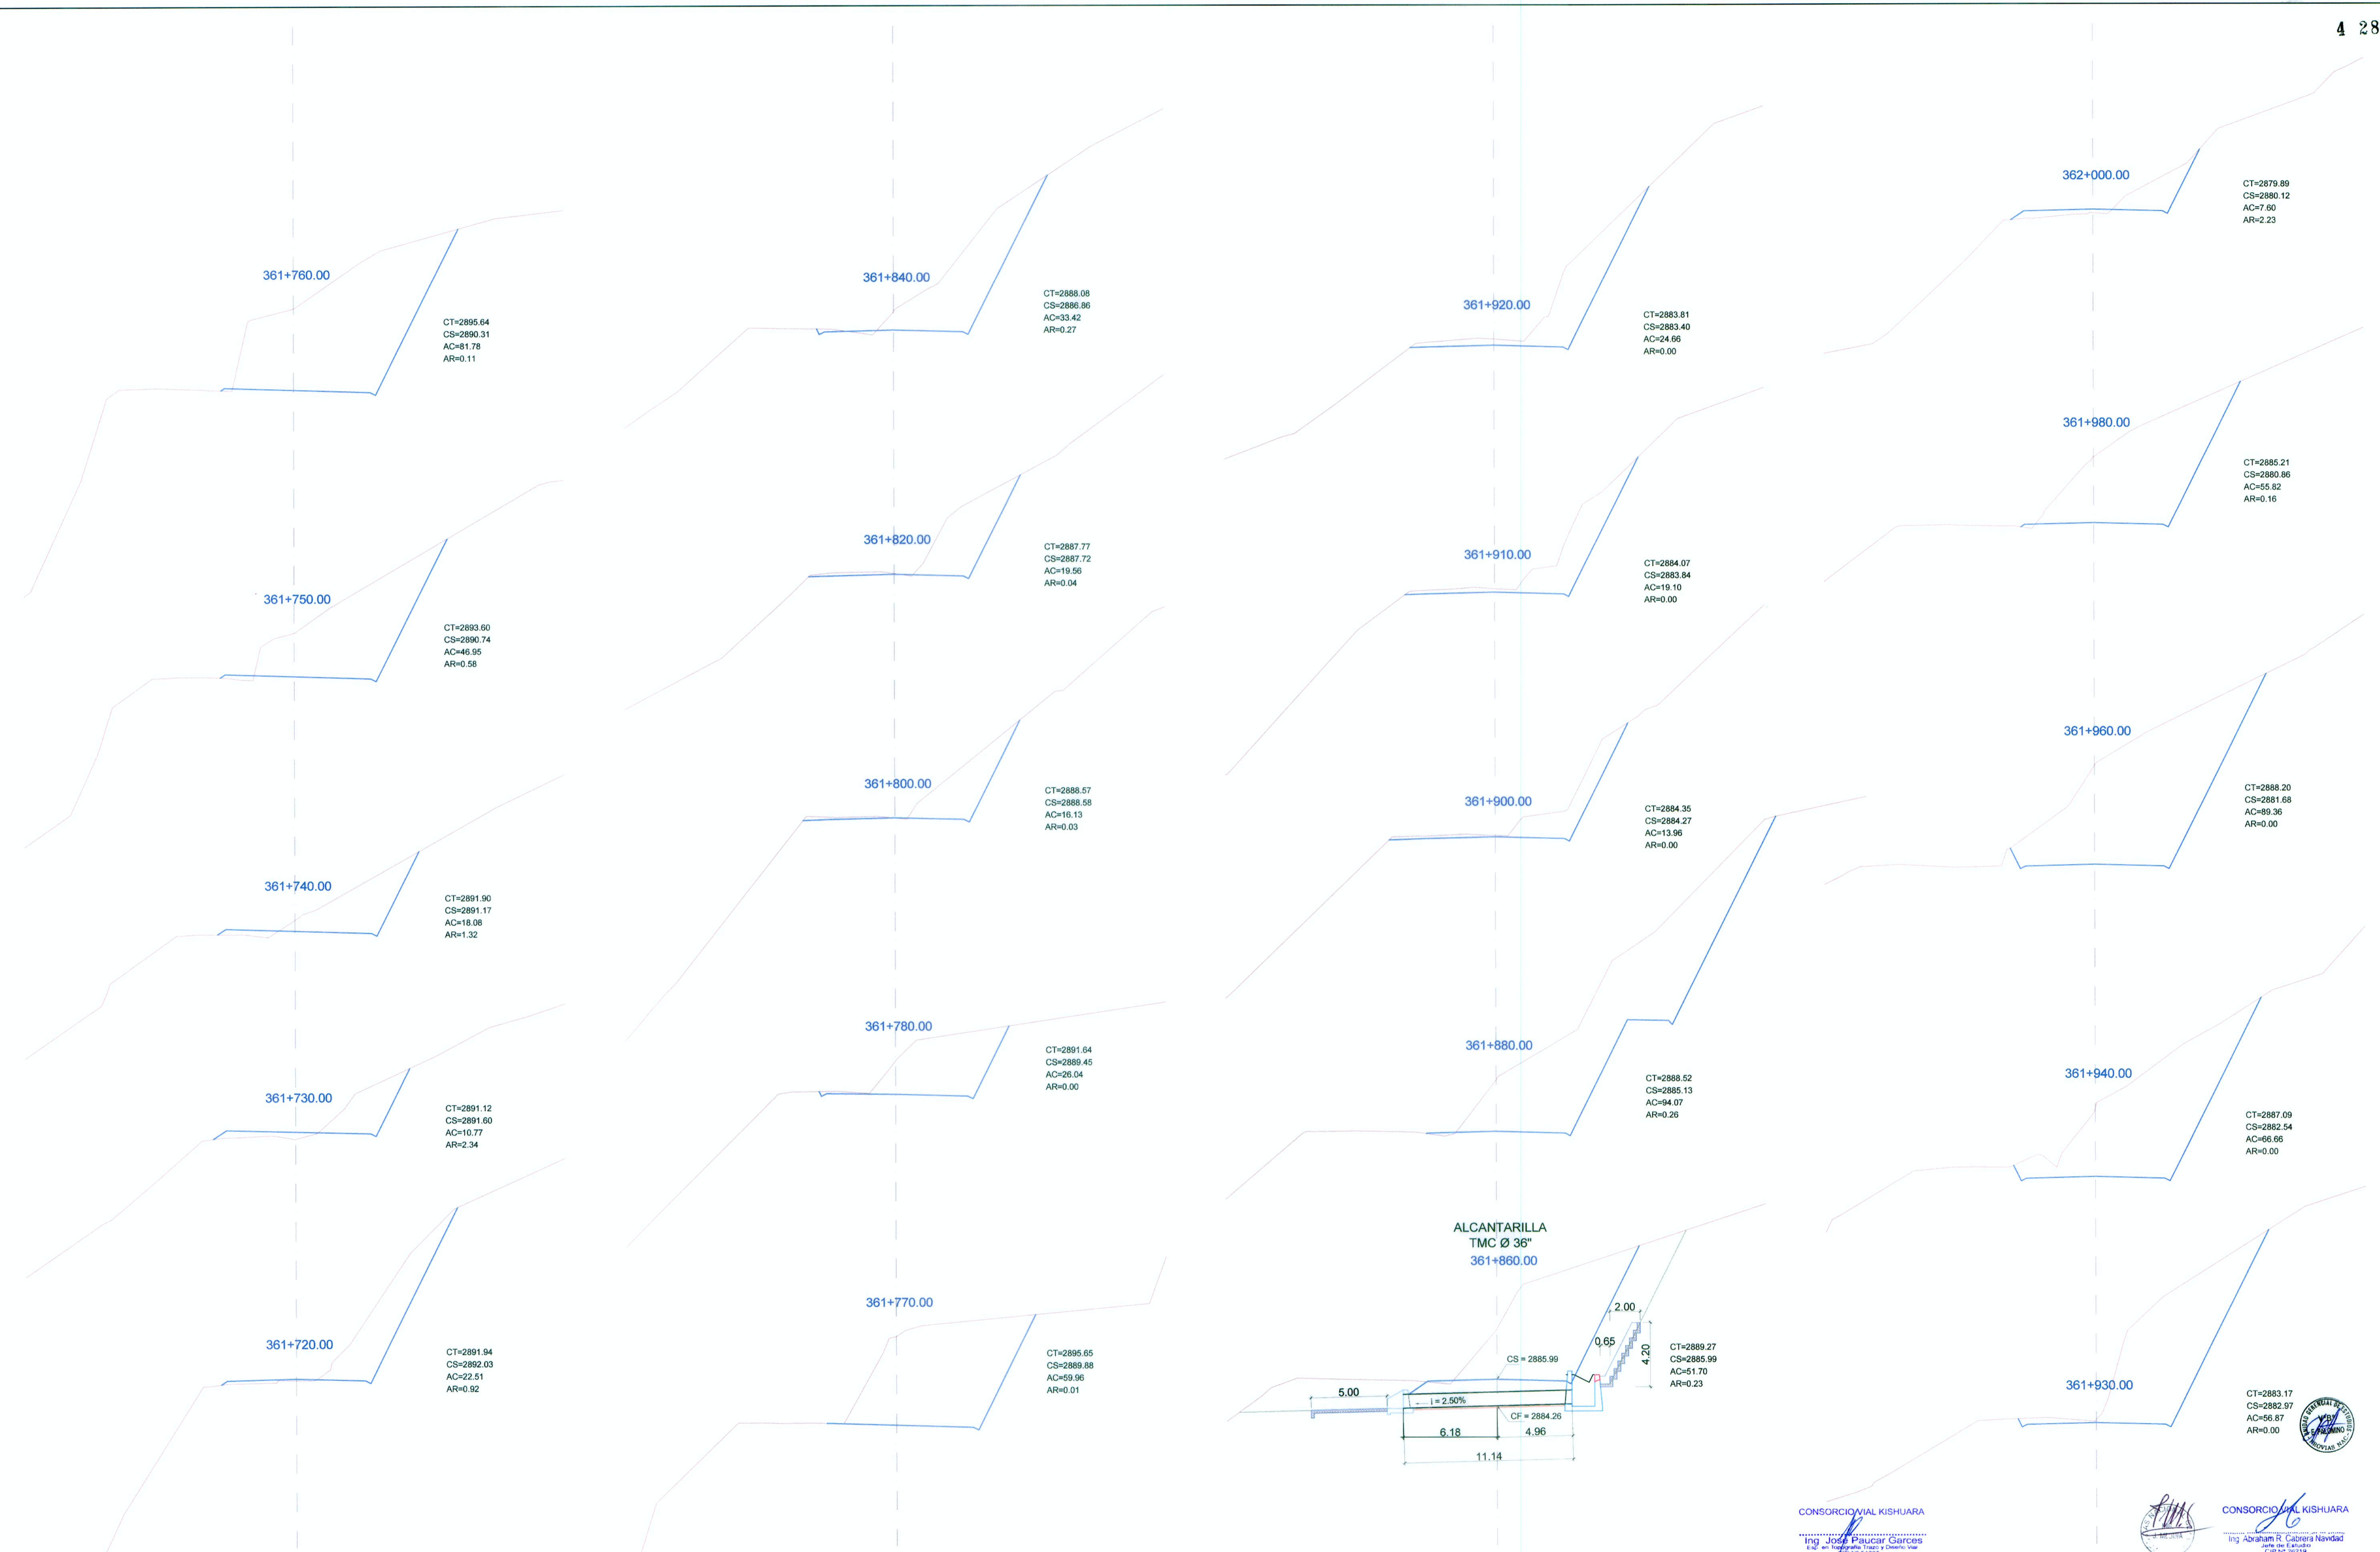 4 28
361+760.00
CT=2895.64
CS=2890.31
AC=81.78
AR=0.11
361+750.00
CT=2893.60
CS=2890.74
AC=46.95
AR=0.58
361+740.00
CT=2891.90
CS=2891.17
AC=18.08
AR=1.32
361+730.00
CT=2891.12
CS=2891.60
AC=10.77
AR=2.34
361+720.00
CT=2891.94
CS=2892.03
AC=22.51
AR=0.92
361+840.00
CT=2888.08
CS=2886.86
AC=33.42
AR=0.27
361+820.00
CT=2887.77
CS=2887.72
AC=19.56
AR=0.04
361+800.00
CT=2888.57
CS=2888.58
AC=16.13
AR=0.03
361+780.00
CT=2891.64
CS=2889.45
AC=26.04
AR=0.00
361+770.00
CT=2895.65
CS=2889.88
AC=59.96
AR=0.01
361+920.00
CT=2883.81
CS=2883.40
AC=24.66
AR=0.00
361+910.00
CT=2884.07
CS=2883.84
AC=19.10
AR=0.00
361+900.00
CT=2884.35
CS=2884.27
AC=13.96
AR=0.00
361+880.00
CT=2888.52
CS=2885.13
AC=94.07
AR=0.26
ALCANTARILLA
TMC Ø 36"
361+860.00
2.00
0.65
4.20
CS = 2885.99
5.00
i = 2.50%
CF = 2884.26
6.18
4.96
11.14
CT=2889.27
CS=2885.99
AC=51.70
AR=0.23
362+000.00
CT=2879.89
CS=2880.12
AC=7.60
AR=2.23
361+980.00
CT=2885.21
CS=2880.86
AC=55.82
AR=0.16
361+960.00
CT=2888.20
CS=2881.68
AC=89.36
AR=0.00
361+940.00
CT=2887.09
CS=2882.54
AC=66.66
AR=0.00
361+930.00
CT=2883.17
CS=2882.97
AC=56.87
AR=0.00
UNIDAD GERENCIAL DE ESTUDIOS
VºBº
E. PALOMINO
PROVIAS NAC.
CONSORCIO VIAL KISHUARA
Ing José Paucar Garces
Esp. en Topografía Trazo y Diseño Vial
J. MEJIA
CONSORCIO VIAL KISHUARA
Ing Abraham R. Cabrera Navidad
Jefe de Estudio